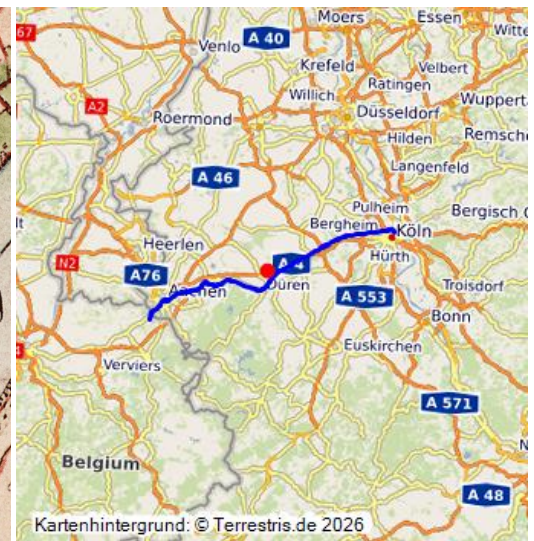 Moers
Essen
67
A 40
Witte
Venlo
Krefeld
Velbert
Ratingen
A2
Willich
Wuppert
Roermond
Düsseldorf
Hilden
Remsche
A 46
Langenfeld
Pulheim
Bergheim
Köln
Bergisch G
Heerlen
Hürth
N2
A76
A 4
Troisdorf
Aachen
Düren
A 553
Bonn
Euskirchen
Verviers
A 571
Belgium
N
A 48
Kartenhintergrund: © Terrestris.de 2026